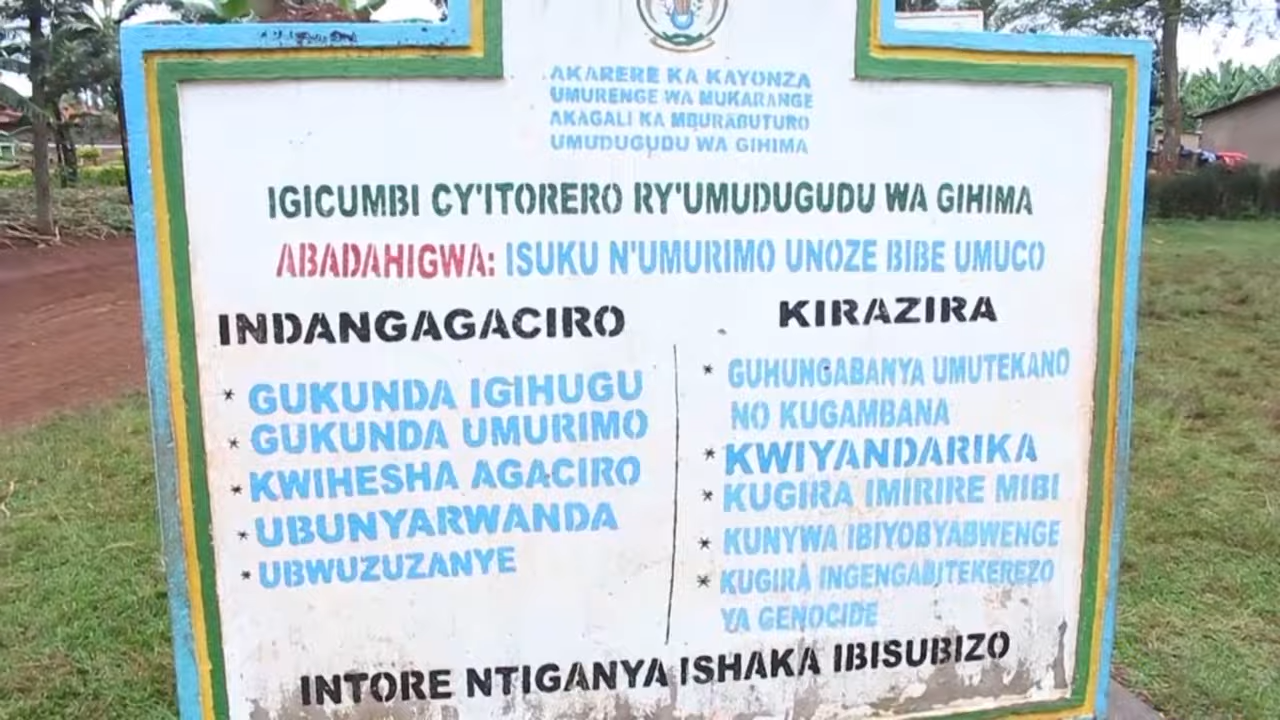 AKARERE KA KAYONZA
UMURENGE WA MUKARANGE
AKAGALI KA MBURABUTURO
UMUDUGUDU WA GIHIMA
IGICUMBI CY'ITORERO RY'UMUDUGUDU WA GIHIMA
ABADAHIGWA: ISUKU N'UMURIMO UNOZE BIBE UMUCO
INDANGAGACIRO
* GUKUNDA IGIHUGU
* GUKUNDA UMURIMO
* KWIHESHA AGACIRO
* UBUNYARWANDA
* UBWUZUZANYE
KIRAZIRA
* GUHUNGABANYA UMUTEKANO
NO KUGAMBANA
* KWIYANDARIKA
* KUGIRA IMIRIRE MIBI
* KUNYWA IBIYOBYABWENGE
* KUGIRA INGENGABITEKEREZO
YA GENOCIDE
INTORE NTIGANYA ISHAKA IBISUBIZO